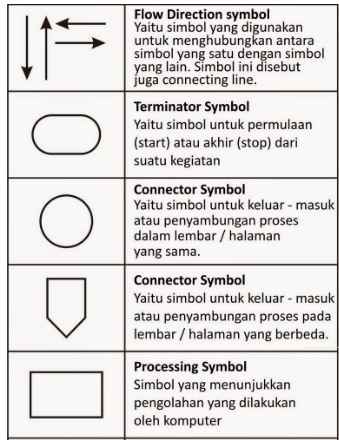 Flow Direction symbol
Yaitu simbol yang digunakan
untuk menghubungkan antara
simbol yang satu dengan simbol
yang lain. Simbol ini disebut
juga connecting line.
Terminator Symbol
Yaitu simbol untuk permulaan
(start) atau akhir (stop) dari
suatu kegiatan
Connector Symbol
Yaitu simbol untuk keluar - masuk
atau penyambungan proses
dalam lembar / halaman
yang sama.
Connector Symbol
Yaitu simbol untuk keluar - masuk
atau penyambungan proses pada
lembar / halaman yang berbeda.
Processing Symbol
Simbol yang menunjukkan
pengolahan yang dilakukan
oleh komputer